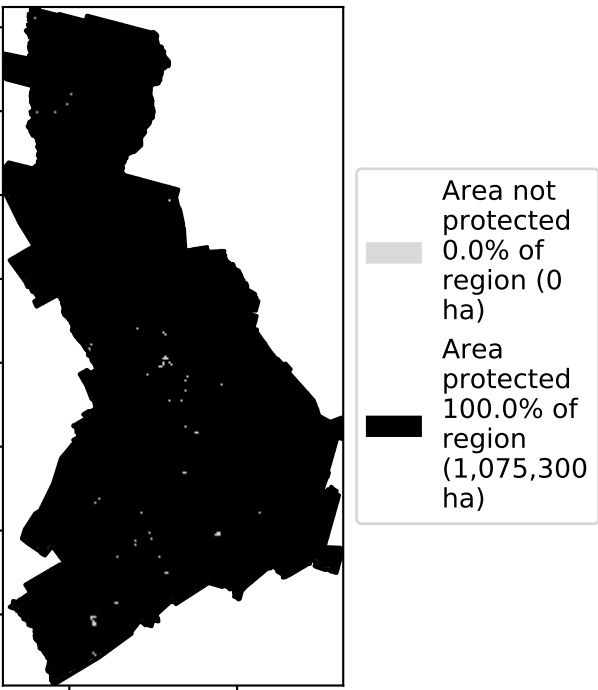 Area not
protected
0.0% of
region (0
ha)
Area
protected
100.0% of
region
(1,075,300
ha)